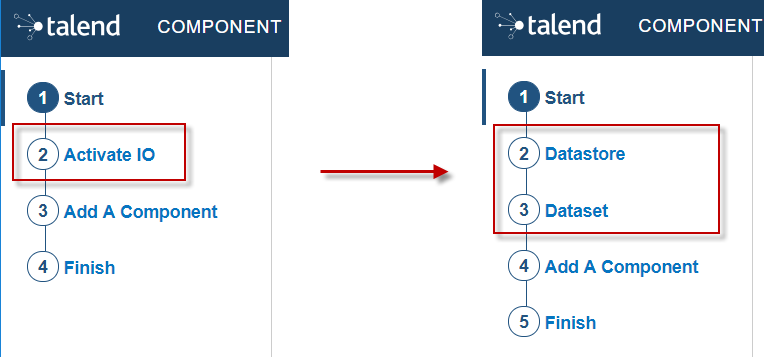 talend COMPONENT
1 Start
2 Activate IO
3 Add A Component
4 Finish
talend COMPONENT
1 Start
2 Datastore
3 Dataset
4 Add A Component
5 Finish